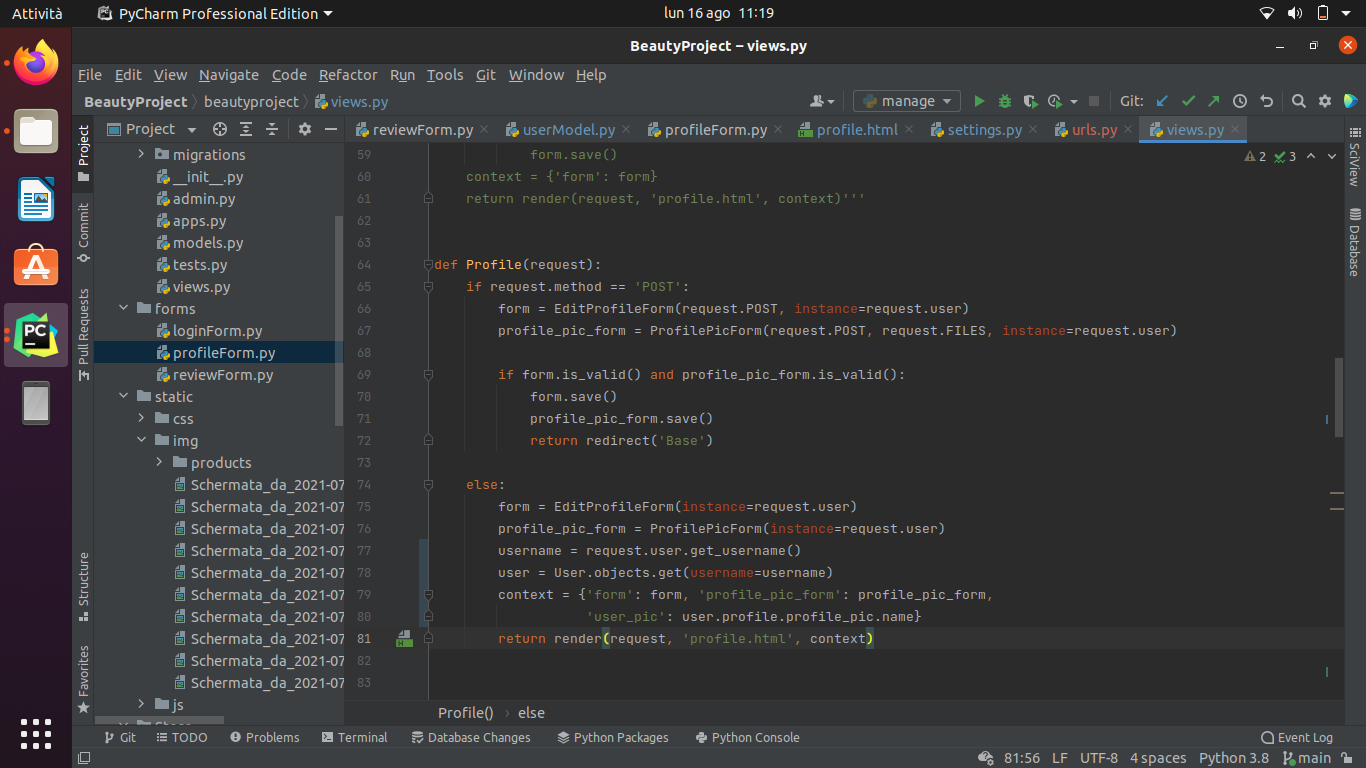 Attività PyCharm Professional Edition lun 16 ago 11:19
BeautyProject – views.py
File Edit View Navigate Code Refactor Run Tools Git Window Help
BeautyProject beautyproject views.py manage Git:
Project
reviewForm.py userModel.py profileForm.py profile.html settings.py urls.py views.py
Project
Commit
Pull Requests
Structure
Favorites
migrations
__init__.py
admin.py
apps.py
models.py
tests.py
views.py
forms
loginForm.py
profileForm.py
reviewForm.py
static
css
img
products
Schermata_da_2021-07
Schermata_da_2021-07
Schermata_da_2021-07
Schermata_da_2021-07
Schermata_da_2021-07
Schermata_da_2021-07
Schermata_da_2021-07
Schermata_da_2021-07
Schermata_da_2021-07
Schermata_da_2021-07
js
2 3
59 form.save()
60 context = {'form': form}
61 return render(request, 'profile.html', context)'''
62
63
64 def Profile(request):
65 if request.method == 'POST':
66 form = EditProfileForm(request.POST, instance=request.user)
67 profile_pic_form = ProfilePicForm(request.POST, request.FILES, instance=request.user)
68
69 if form.is_valid() and profile_pic_form.is_valid():
70 form.save()
71 profile_pic_form.save()
72 return redirect('Base')
73
74 else:
75 form = EditProfileForm(instance=request.user)
76 profile_pic_form = ProfilePicForm(instance=request.user)
77 username = request.user.get_username()
78 user = User.objects.get(username=username)
79 context = {'form': form, 'profile_pic_form': profile_pic_form,
80 'user_pic': user.profile.profile_pic.name}
81 return render(request, 'profile.html', context)
82
83
SciView
Database
Profile() else
Git TODO Problems Terminal Database Changes Python Packages Python Console Event Log
81:56 LF UTF-8 4 spaces Python 3.8 main